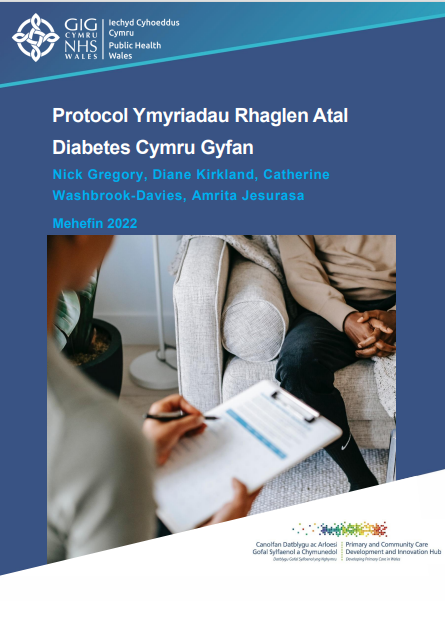 GIG
CYMRU
NHS
WALES
Iechyd Cyhoeddus
Cymru
Public Health
Wales
Protocol Ymyriadau Rhaglen Atal
Diabetes Cymru Gyfan
Nick Gregory, Diane Kirkland, Catherine
Washbrook-Davies, Amrita Jesurasa
Mehefin 2022
Canolfan Datblygu ac Arloesi
Gofal Sylfaenol a Chymunedol
Datblygu Gofal Sylfaenol yng Nghymru
Primary and Community Care
Development and Innovation Hub
Developing Primary Care in Wales